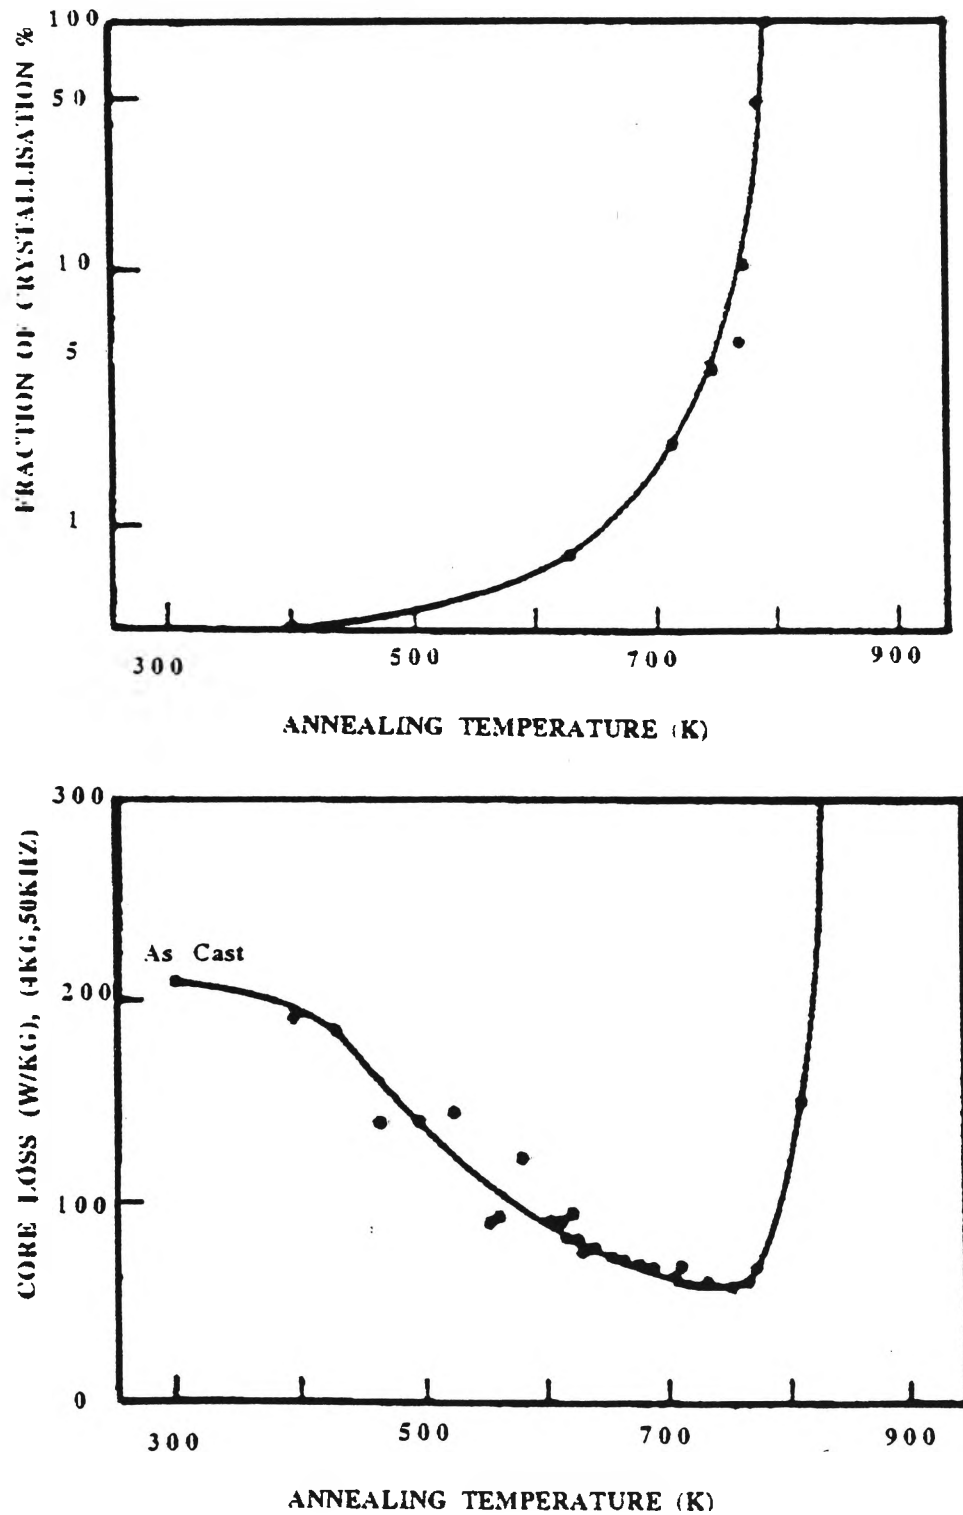 FRACTION OF CRYSTALLISATION %
100
50
10
5
1
300 500 700 900
ANNEALING TEMPERATURE (K)
CORE LOSS (W/KG), (4KG,50KHZ)
300
As Cast
200
100
0
300 500 700 900
ANNEALING TEMPERATURE (K)